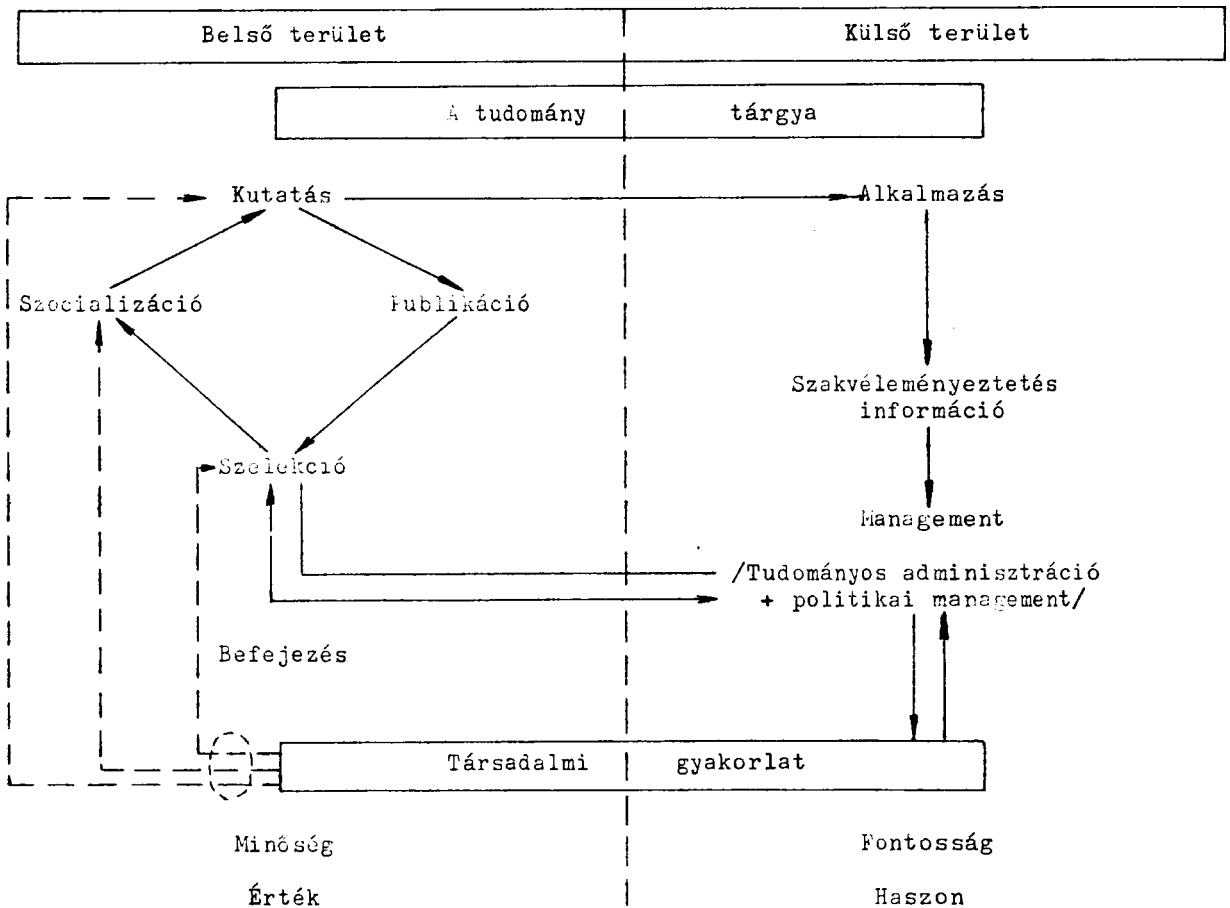 Belső terület
Külső terület
A tudomány tárgya
Kutatás
Alkalmazás
Szocializáció
Publikáció
Szakvéleményeztetés
információ
Szelekció
Management
/Tudományos adminisztráció
+ politikai management/
Befejezés
Társadalmi gyakorlat
Minőség
Fontosság
Érték
Haszon